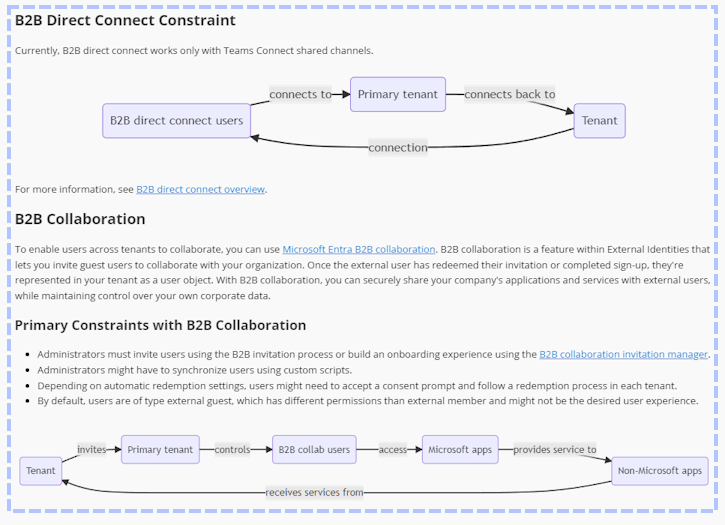 B2B Direct Connect Constraint
Currently, B2B direct connect works only with Teams Connect shared channels.
connects to
Primary tenant
connects back to
B2B direct connect users
Tenant
connection
For more information, see B2B direct connect overview.
B2B Collaboration
To enable users across tenants to collaborate, you can use Microsoft Entra B2B collaboration. B2B collaboration is a feature within External Identities that
lets you invite guest users to collaborate with your organization. Once the external user has redeemed their invitation or completed sign-up, they're
represented in your tenant as a user object. With B2B collaboration, you can securely share your company's applications and services with external users,
while maintaining control over your own corporate data.
Primary Constraints with B2B Collaboration
• Administrators must invite users using the B2B invitation process or build an onboarding experience using the B2B collaboration invitation manager.
• Administrators might have to synchronize users using custom scripts.
• Depending on automatic redemption settings, users might need to accept a consent prompt and follow a redemption process in each tenant.
• By default, users are of type external guest, which has different permissions than external member and might not be the desired user experience.
invites
Primary tenant
controls
B2B collab users
access
Microsoft apps
provides service to
Tenant
Non-Microsoft apps
receives services from